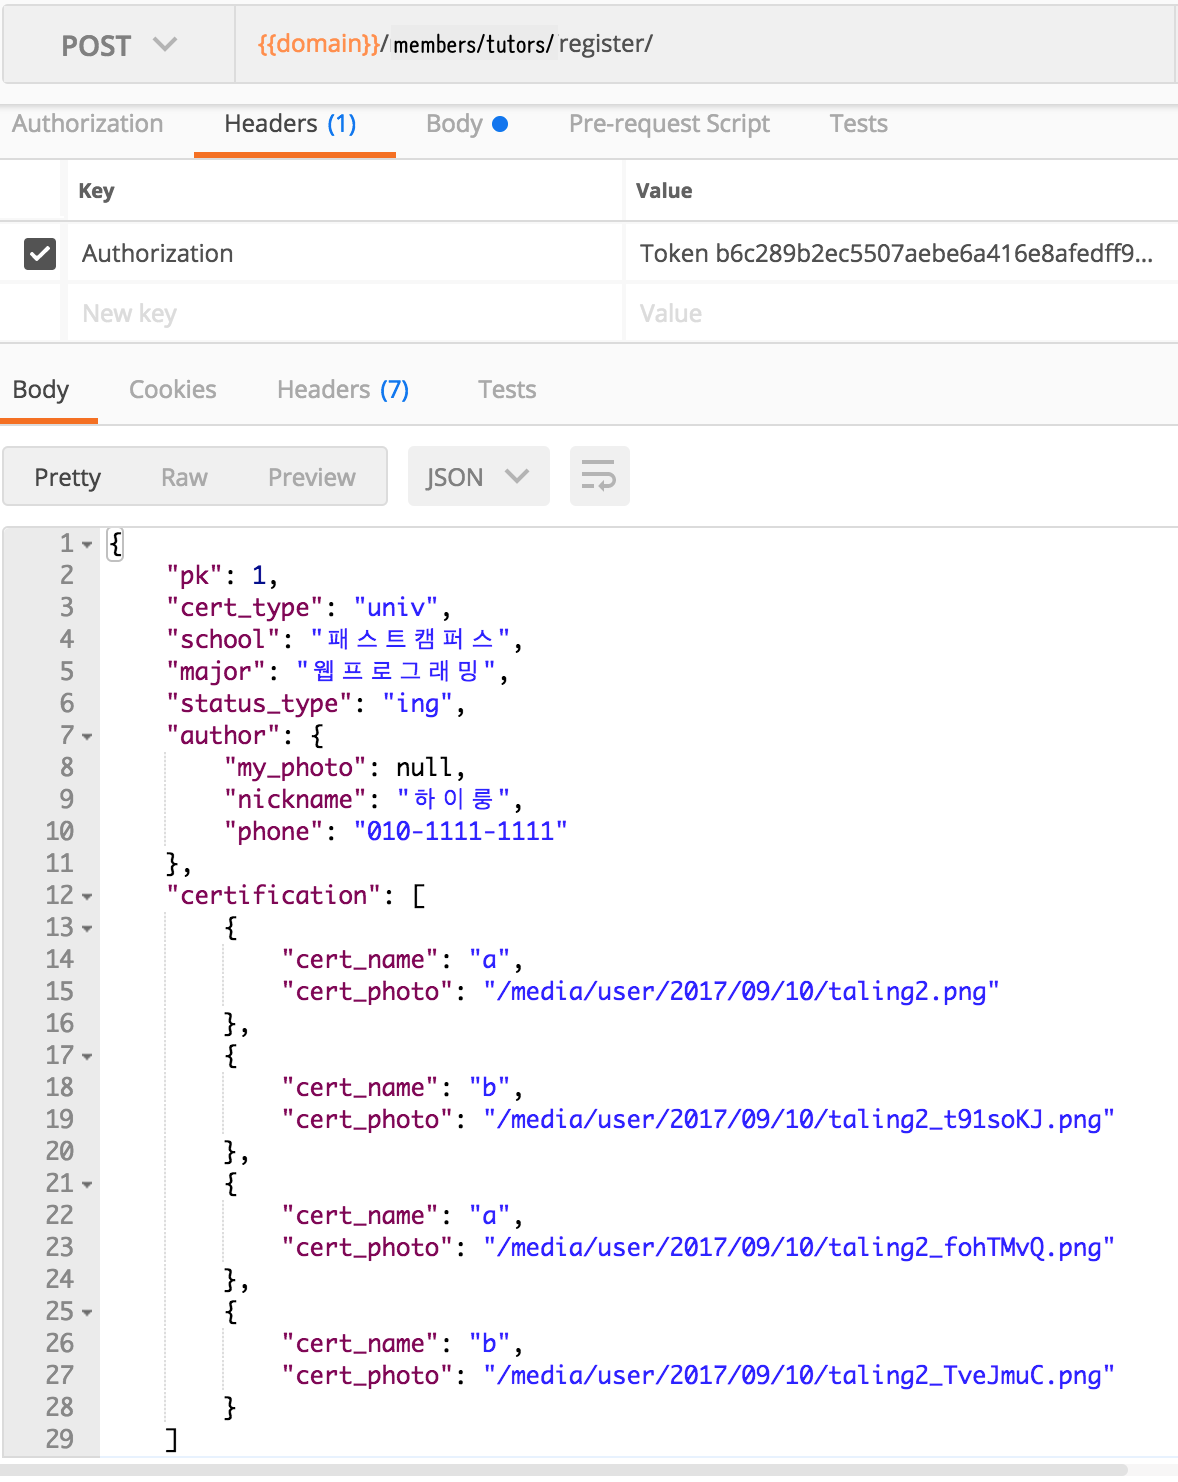 POST {{domain}}/members/tutors/register/
Authorization Headers (1) Body Pre-request Script Tests
Key Value
Authorization Token b6c289b2ec5507aebe6a416e8afedff9...
New key Value
Body Cookies Headers (7) Tests
Pretty Raw Preview JSON
1 {
2 "pk": 1,
3 "cert_type": "univ",
4 "school": "패스트캠퍼스",
5 "major": "웹프로그래밍",
6 "status_type": "ing",
7 "author": {
8 "my_photo": null,
9 "nickname": "하이룽",
10 "phone": "010-1111-1111"
11 },
12 "certification": [
13 {
14 "cert_name": "a",
15 "cert_photo": "/media/user/2017/09/10/taling2.png"
16 },
17 {
18 "cert_name": "b",
19 "cert_photo": "/media/user/2017/09/10/taling2_t91soKJ.png"
20 },
21 {
22 "cert_name": "a",
23 "cert_photo": "/media/user/2017/09/10/taling2_fohTMvQ.png"
24 },
25 {
26 "cert_name": "b",
27 "cert_photo": "/media/user/2017/09/10/taling2_TveJmuC.png"
28 }
29 ]